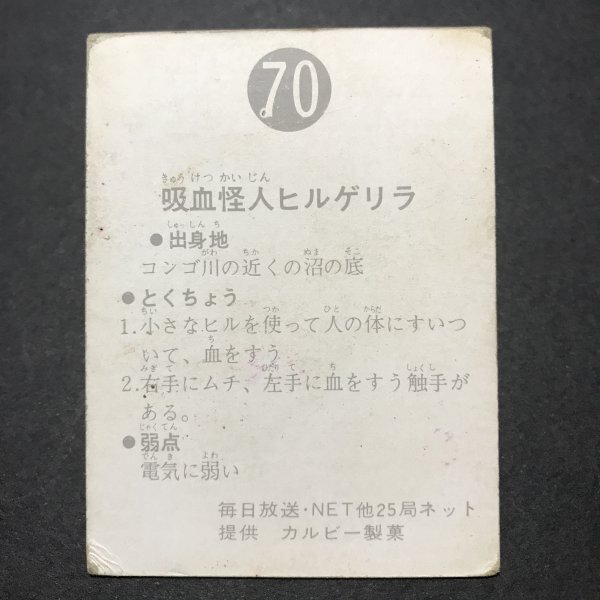 70
きゅうけつかいじん
吸血怪人ヒルゲリラ
しゅっしんち
●出身地
がわ ちか ぬま そこ
コンゴ川の近くの沼の底
●とくちょう
ちい つか ひと からだ
1.小さなヒルを使って人の体にすいつ
ち
いて、血をすう
みぎて ひだりて ち しょくし
2.右手にムチ、左手に血をすう触手が
ある。
じゃくてん
●弱点
でんき よわ
電気に弱い
毎日放送・NET他25局ネット
提供 カルビー製菓